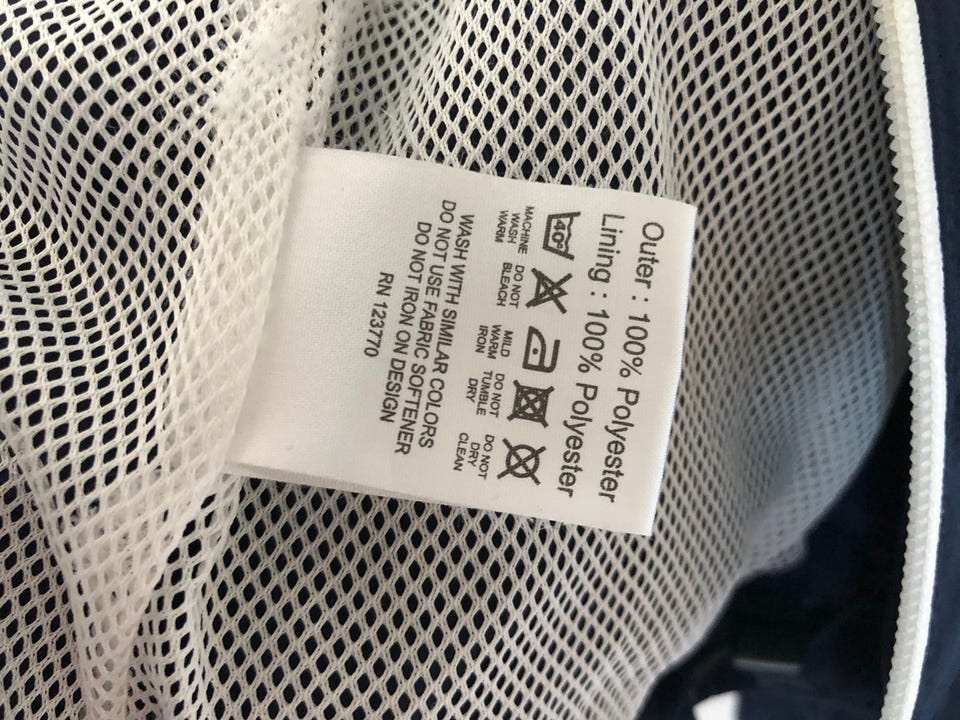 Outer : 100% Polyester
Lining : 100% Polyester
40°
MACHINE WASH WARM
DO NOT BLEACH
MILD WARM IRON
DO NOT TUMBLE DRY
DO NOT DRY CLEAN
WASH WITH SIMILAR COLORS
DO NOT USE FABRIC SOFTENER
DO NOT IRON ON DESIGN
RN 123770